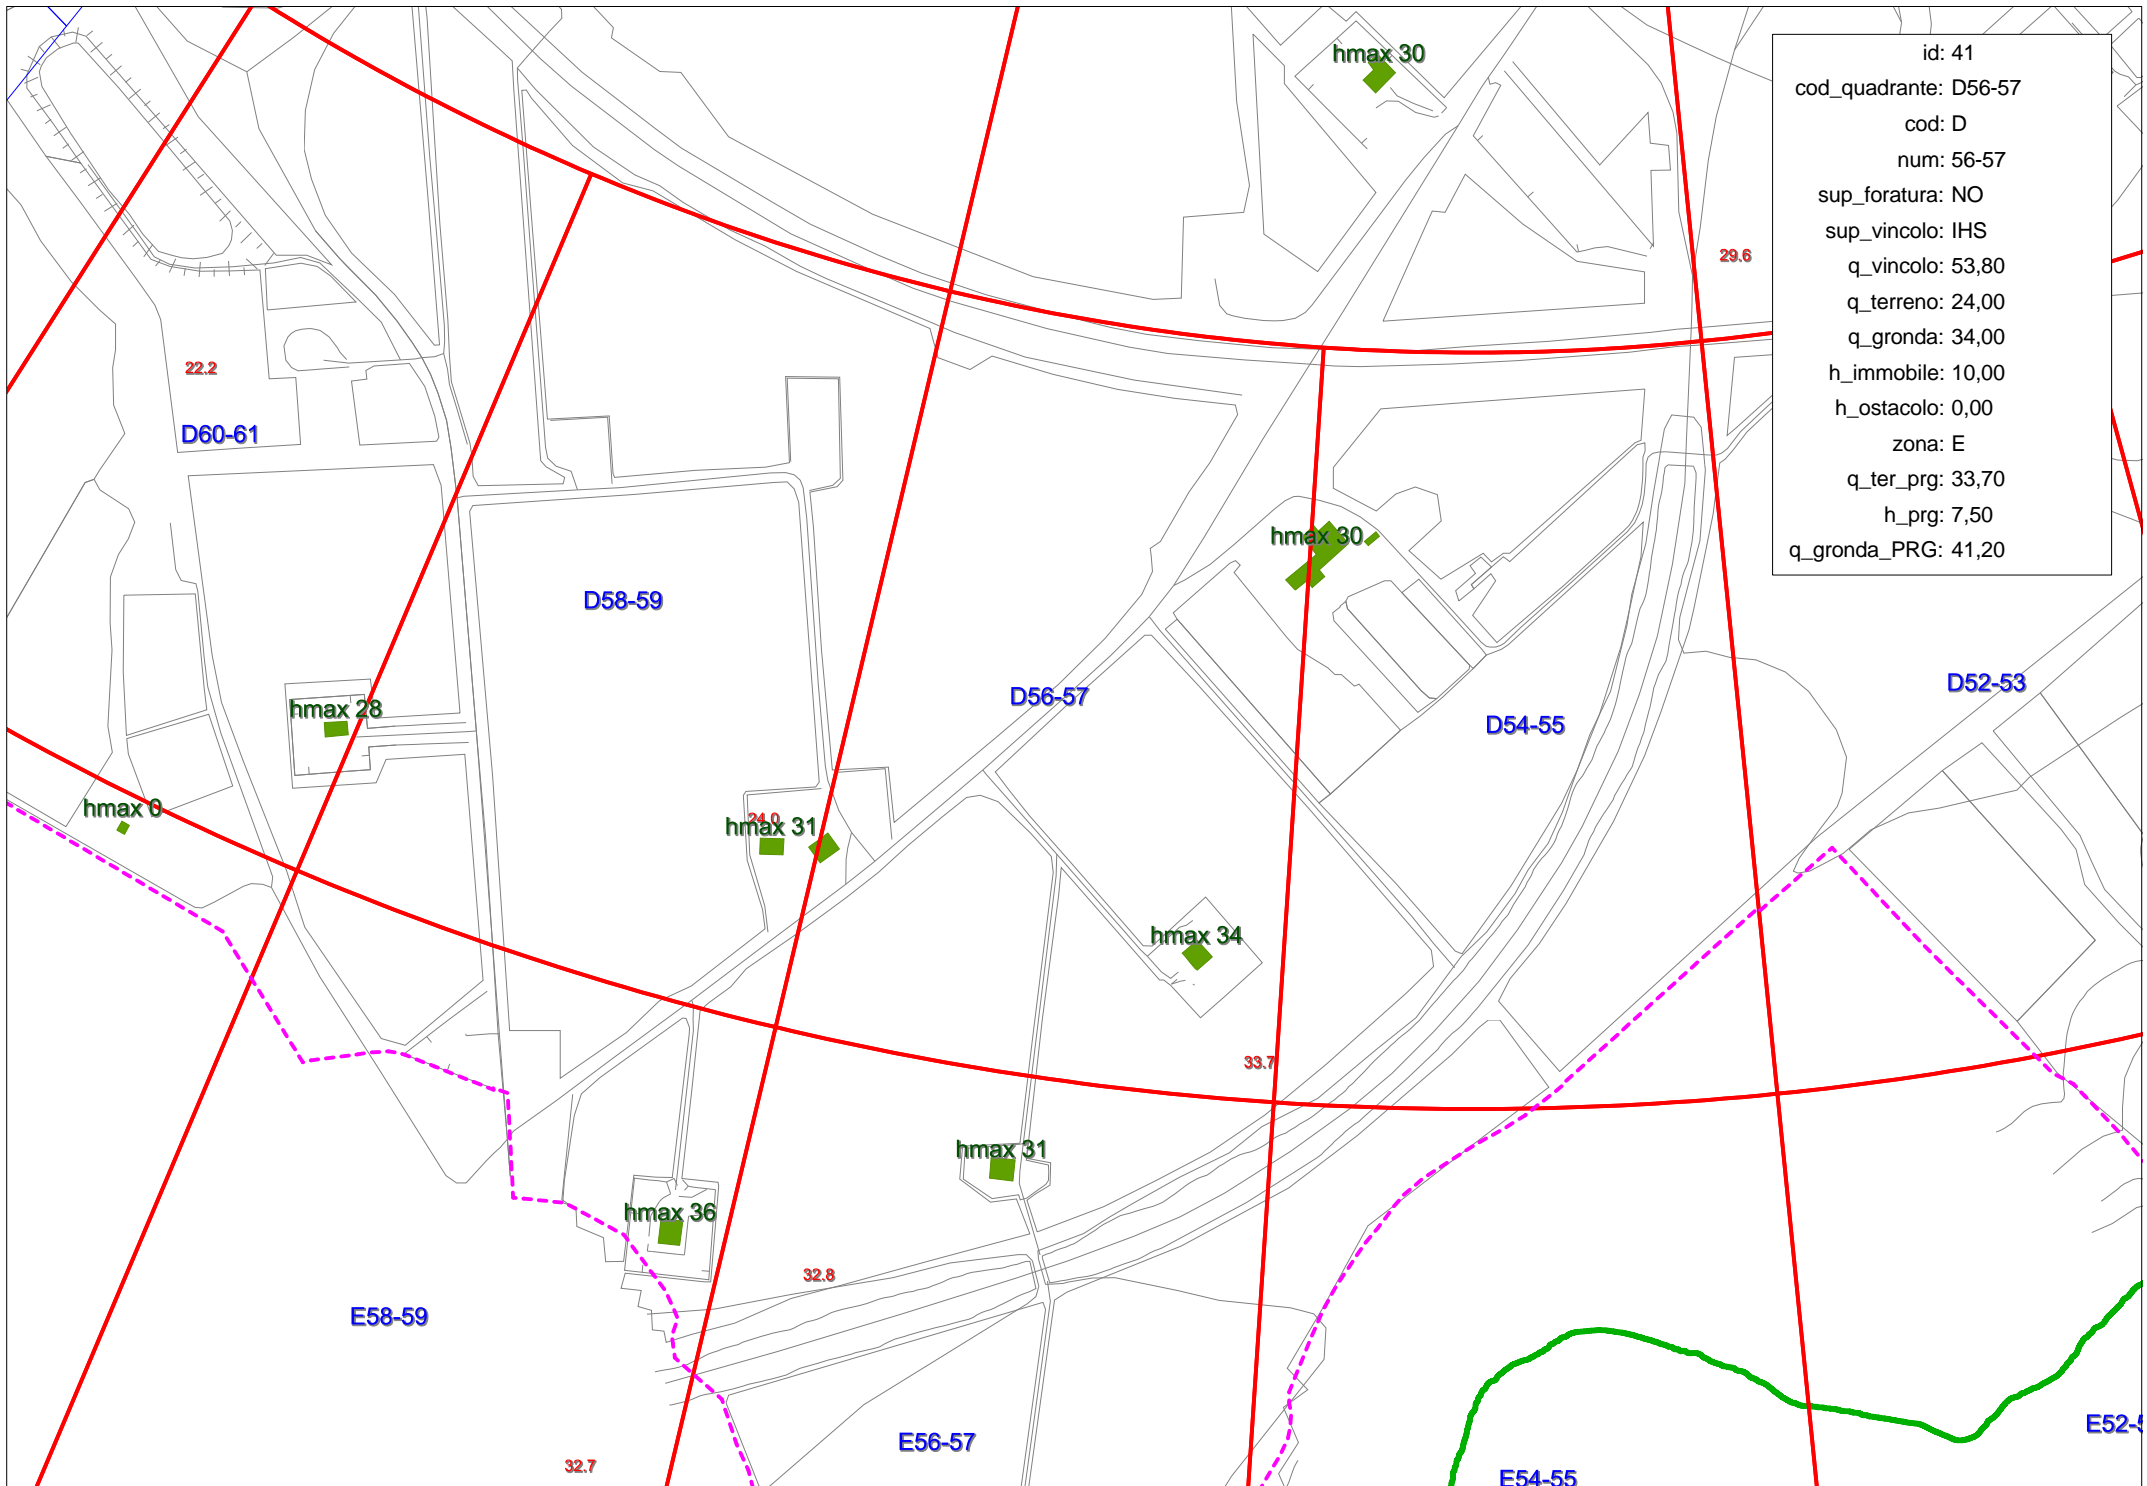 hmax 30
id: 41
cod_quadrante: D56-57
cod: D
num: 56-57
sup_foratura: NO
sup_vincolo: IHS
q_vincolo: 53,80
q_terreno: 24,00
q_gronda: 34,00
h_immobile: 10,00
h_ostacolo: 0,00
zona: E
q_ter_prg: 33,70
h_prg: 7,50
q_gronda_PRG: 41,20
29.6
22.2
D60-61
hmax 30
D58-59
D56-57
D52-53
hmax 28
D54-55
hmax 0
24.0
hmax 31
hmax 34
33.7
hmax 31
hmax 36
32.8
E58-59
E56-57
32.7
E54-55